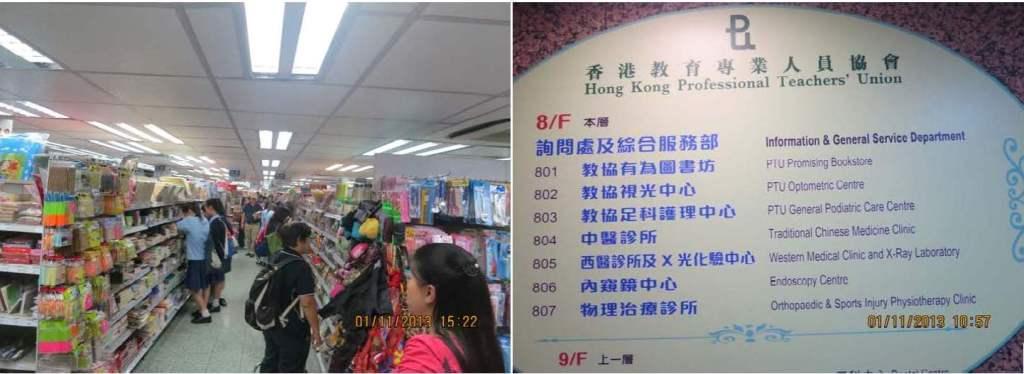 01/11/2013 15:22
香港教育專業人員協會
Hong Kong Professional Teachers' Union
8/F 本層
詢問處及綜合服務部 Information & General Service Department
801 教協有為圖書坊 PTU Promising Bookstore
802 教協視光中心 PTU Optometric Centre
803 教協足科護理中心 PTU General Podiatric Care Centre
804 中醫診所 Traditional Chinese Medicine Clinic
805 西醫診所及X光化驗中心 Western Medical Clinic and X-Ray Laboratory
806 內窺鏡中心 Endoscopy Centre
807 物理治療診所 Orthopaedic & Sports Injury Physiotherapy Clinic
01/11/2013 10:57
9/F 上一層